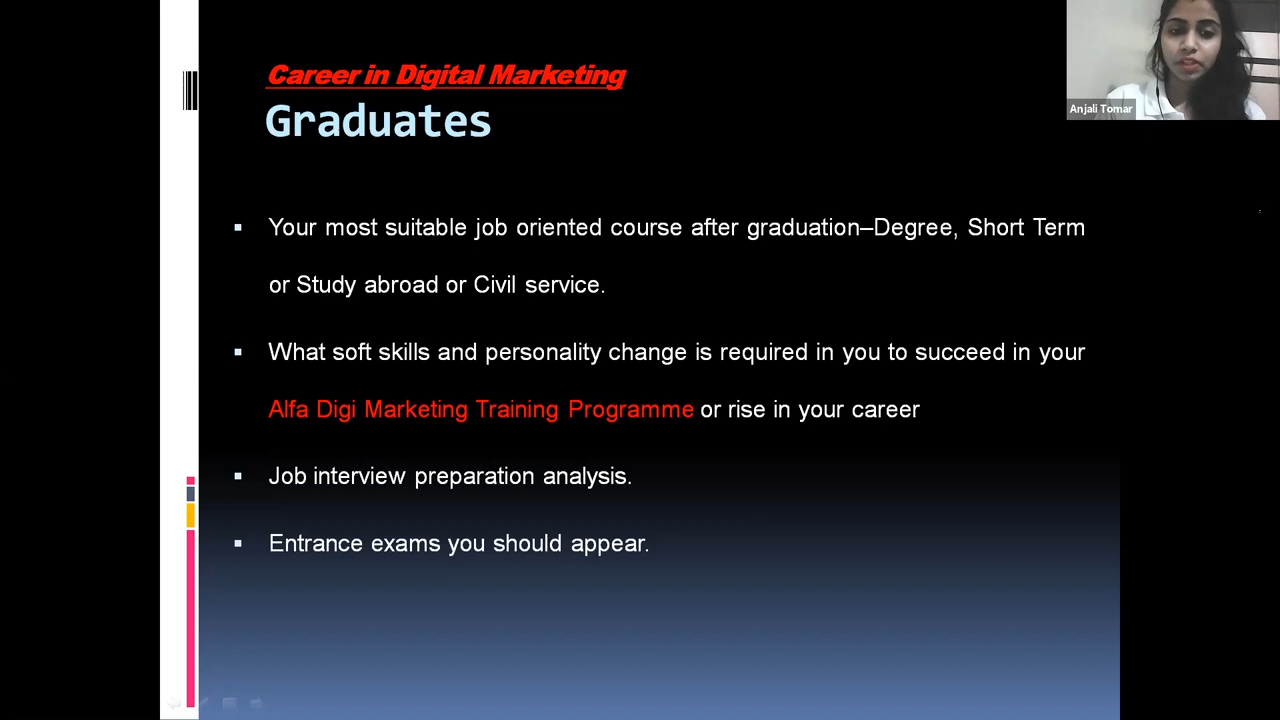 Career in Digital Marketing
Graduates
Anjali Tomar
▪ Your most suitable job oriented course after graduation–Degree, Short Term
or Study abroad or Civil service.
▪ What soft skills and personality change is required in you to succeed in your
Alfa Digi Marketing Training Programme or rise in your career
▪ Job interview preparation analysis.
▪ Entrance exams you should appear.